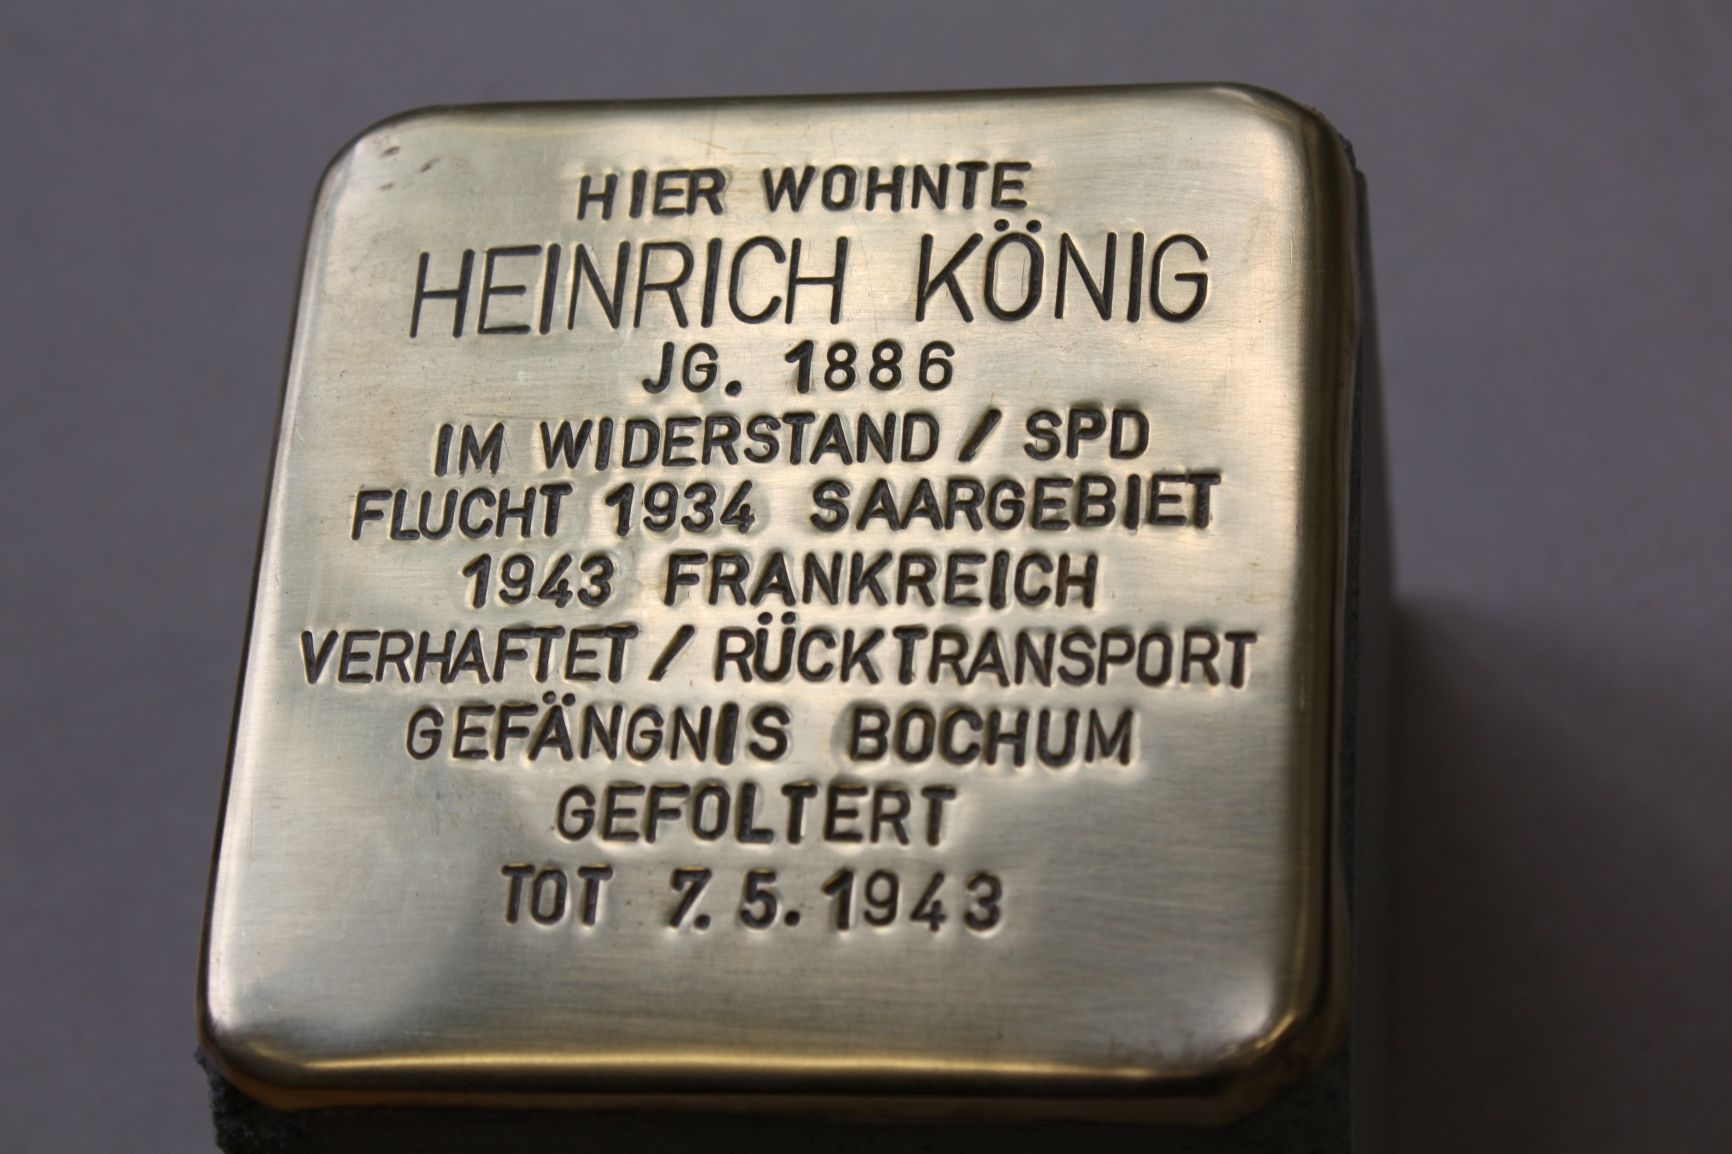 HIER WOHNTE
HEINRICH KÖNIG
JG. 1886
IM WIDERSTAND / SPD
FLUCHT 1934 SAARGEBIET
1943 FRANKREICH
VERHAFTET / RÜCKTRANSPORT
GEFÄNGNIS BOCHUM
GEFOLTERT
TOT 7.5.1943